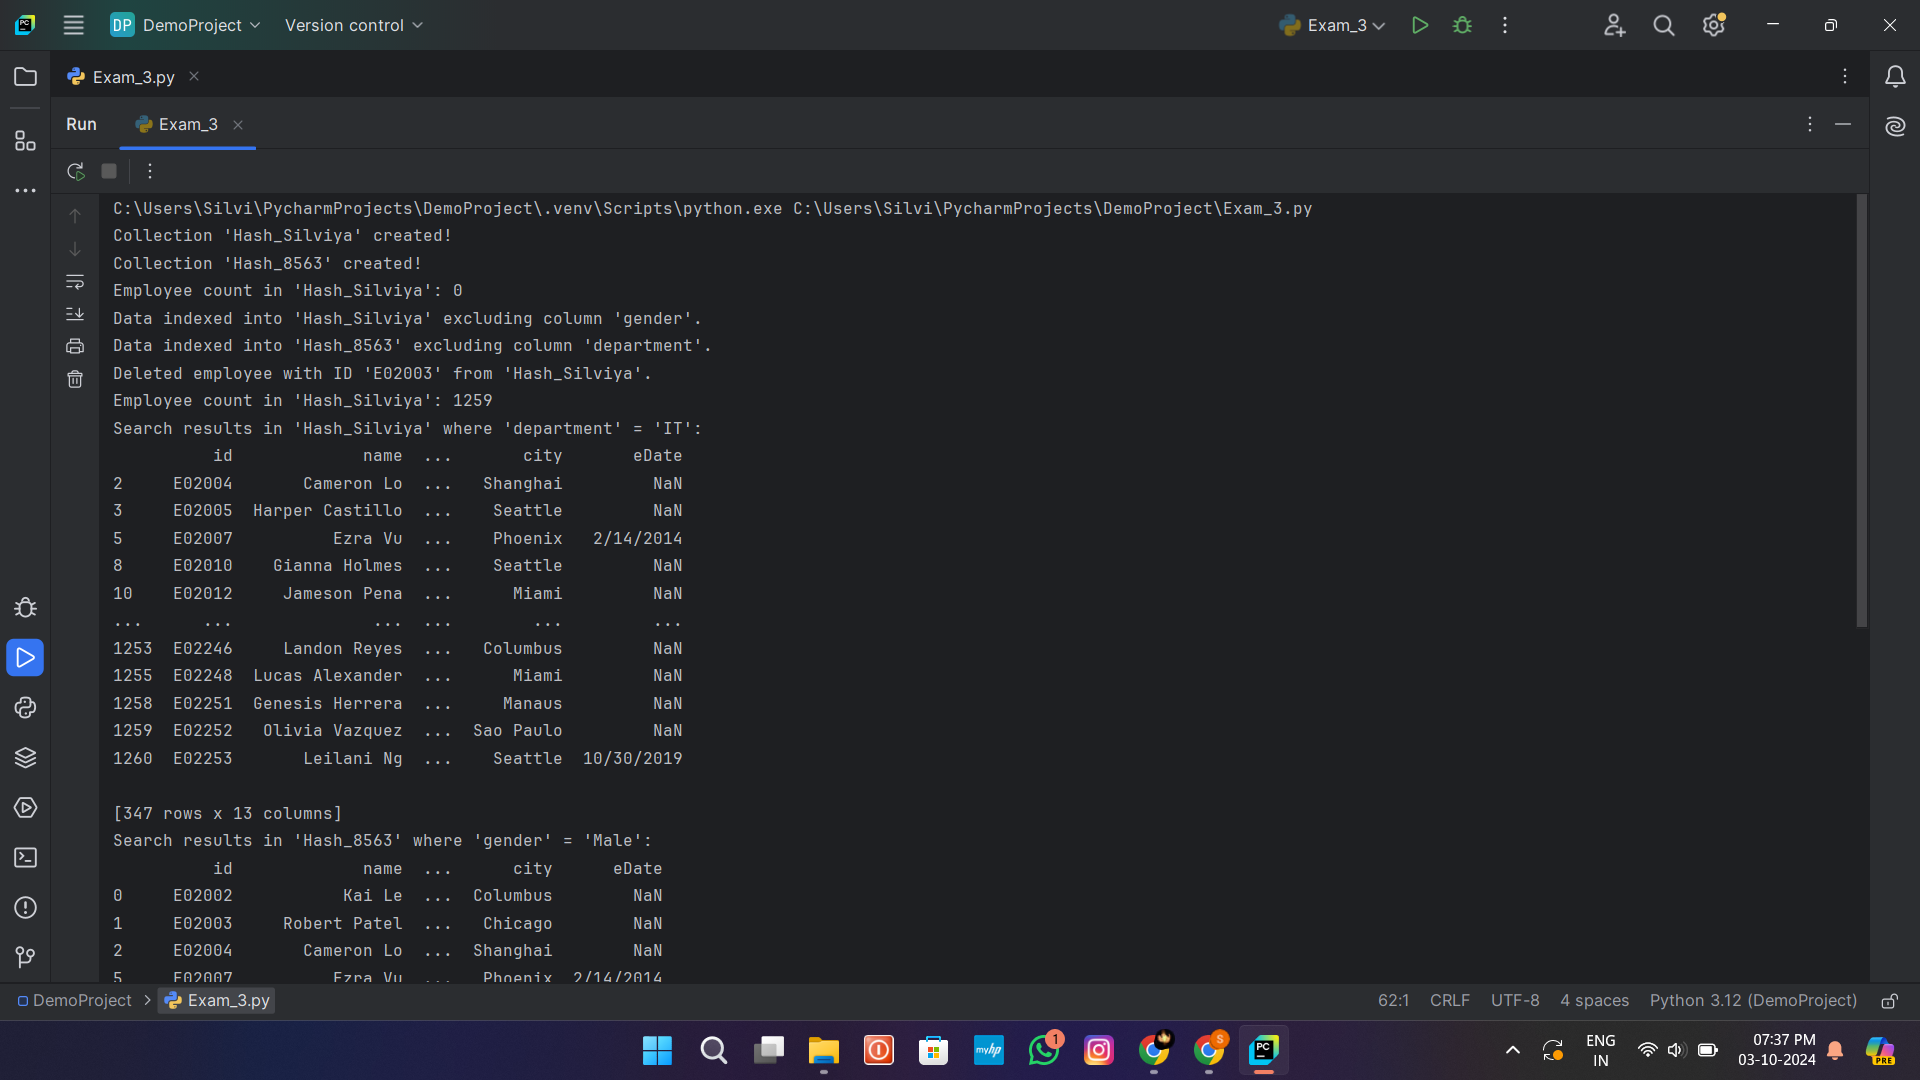 DP DemoProject Version control Exam_3
Exam_3.py
Run Exam_3
C:\Users\Silvi\PycharmProjects\DemoProject\.venv\Scripts\python.exe C:\Users\Silvi\PycharmProjects\DemoProject\Exam_3.py
Collection 'Hash_Silviya' created!
Collection 'Hash_8563' created!
Employee count in 'Hash_Silviya': 0
Data indexed into 'Hash_Silviya' excluding column 'gender'.
Data indexed into 'Hash_8563' excluding column 'department'.
Deleted employee with ID 'E02003' from 'Hash_Silviya'.
Employee count in 'Hash_Silviya': 1259
Search results in 'Hash_Silviya' where 'department' = 'IT':
id name ... city eDate
2 E02004 Cameron Lo ... Shanghai NaN
3 E02005 Harper Castillo ... Seattle NaN
5 E02007 Ezra Vu ... Phoenix 2/14/2014
8 E02010 Gianna Holmes ... Seattle NaN
10 E02012 Jameson Pena ... Miami NaN
... ... ... ... ... ...
1253 E02246 Landon Reyes ... Columbus NaN
1255 E02248 Lucas Alexander ... Miami NaN
1258 E02251 Genesis Herrera ... Manaus NaN
1259 E02252 Olivia Vazquez ... Sao Paulo NaN
1260 E02253 Leilani Ng ... Seattle 10/30/2019
[347 rows x 13 columns]
Search results in 'Hash_8563' where 'gender' = 'Male':
id name ... city eDate
0 E02002 Kai Le ... Columbus NaN
1 E02003 Robert Patel ... Chicago NaN
2 E02004 Cameron Lo ... Shanghai NaN
5 E02007 Ezra Vu ... Phoenix 2/14/2014
DemoProject > Exam_3.py 62:1 CRLF UTF-8 4 spaces Python 3.12 (DemoProject)
myhp 1 S PC
ENG
IN
07:37 PM
03-10-2024
PRE